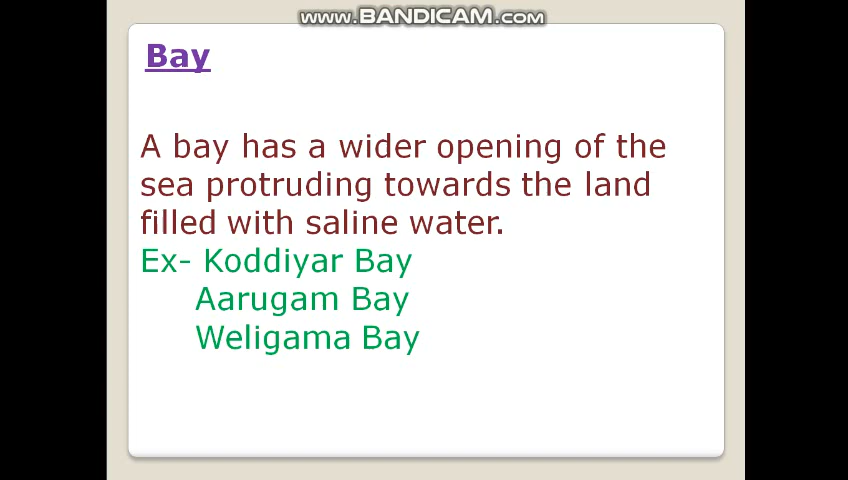 www.BANDICAM.com
Bay
A bay has a wider opening of the
sea protruding towards the land
filled with saline water.
Ex- Koddiyar Bay
Aarugam Bay
Weligama Bay